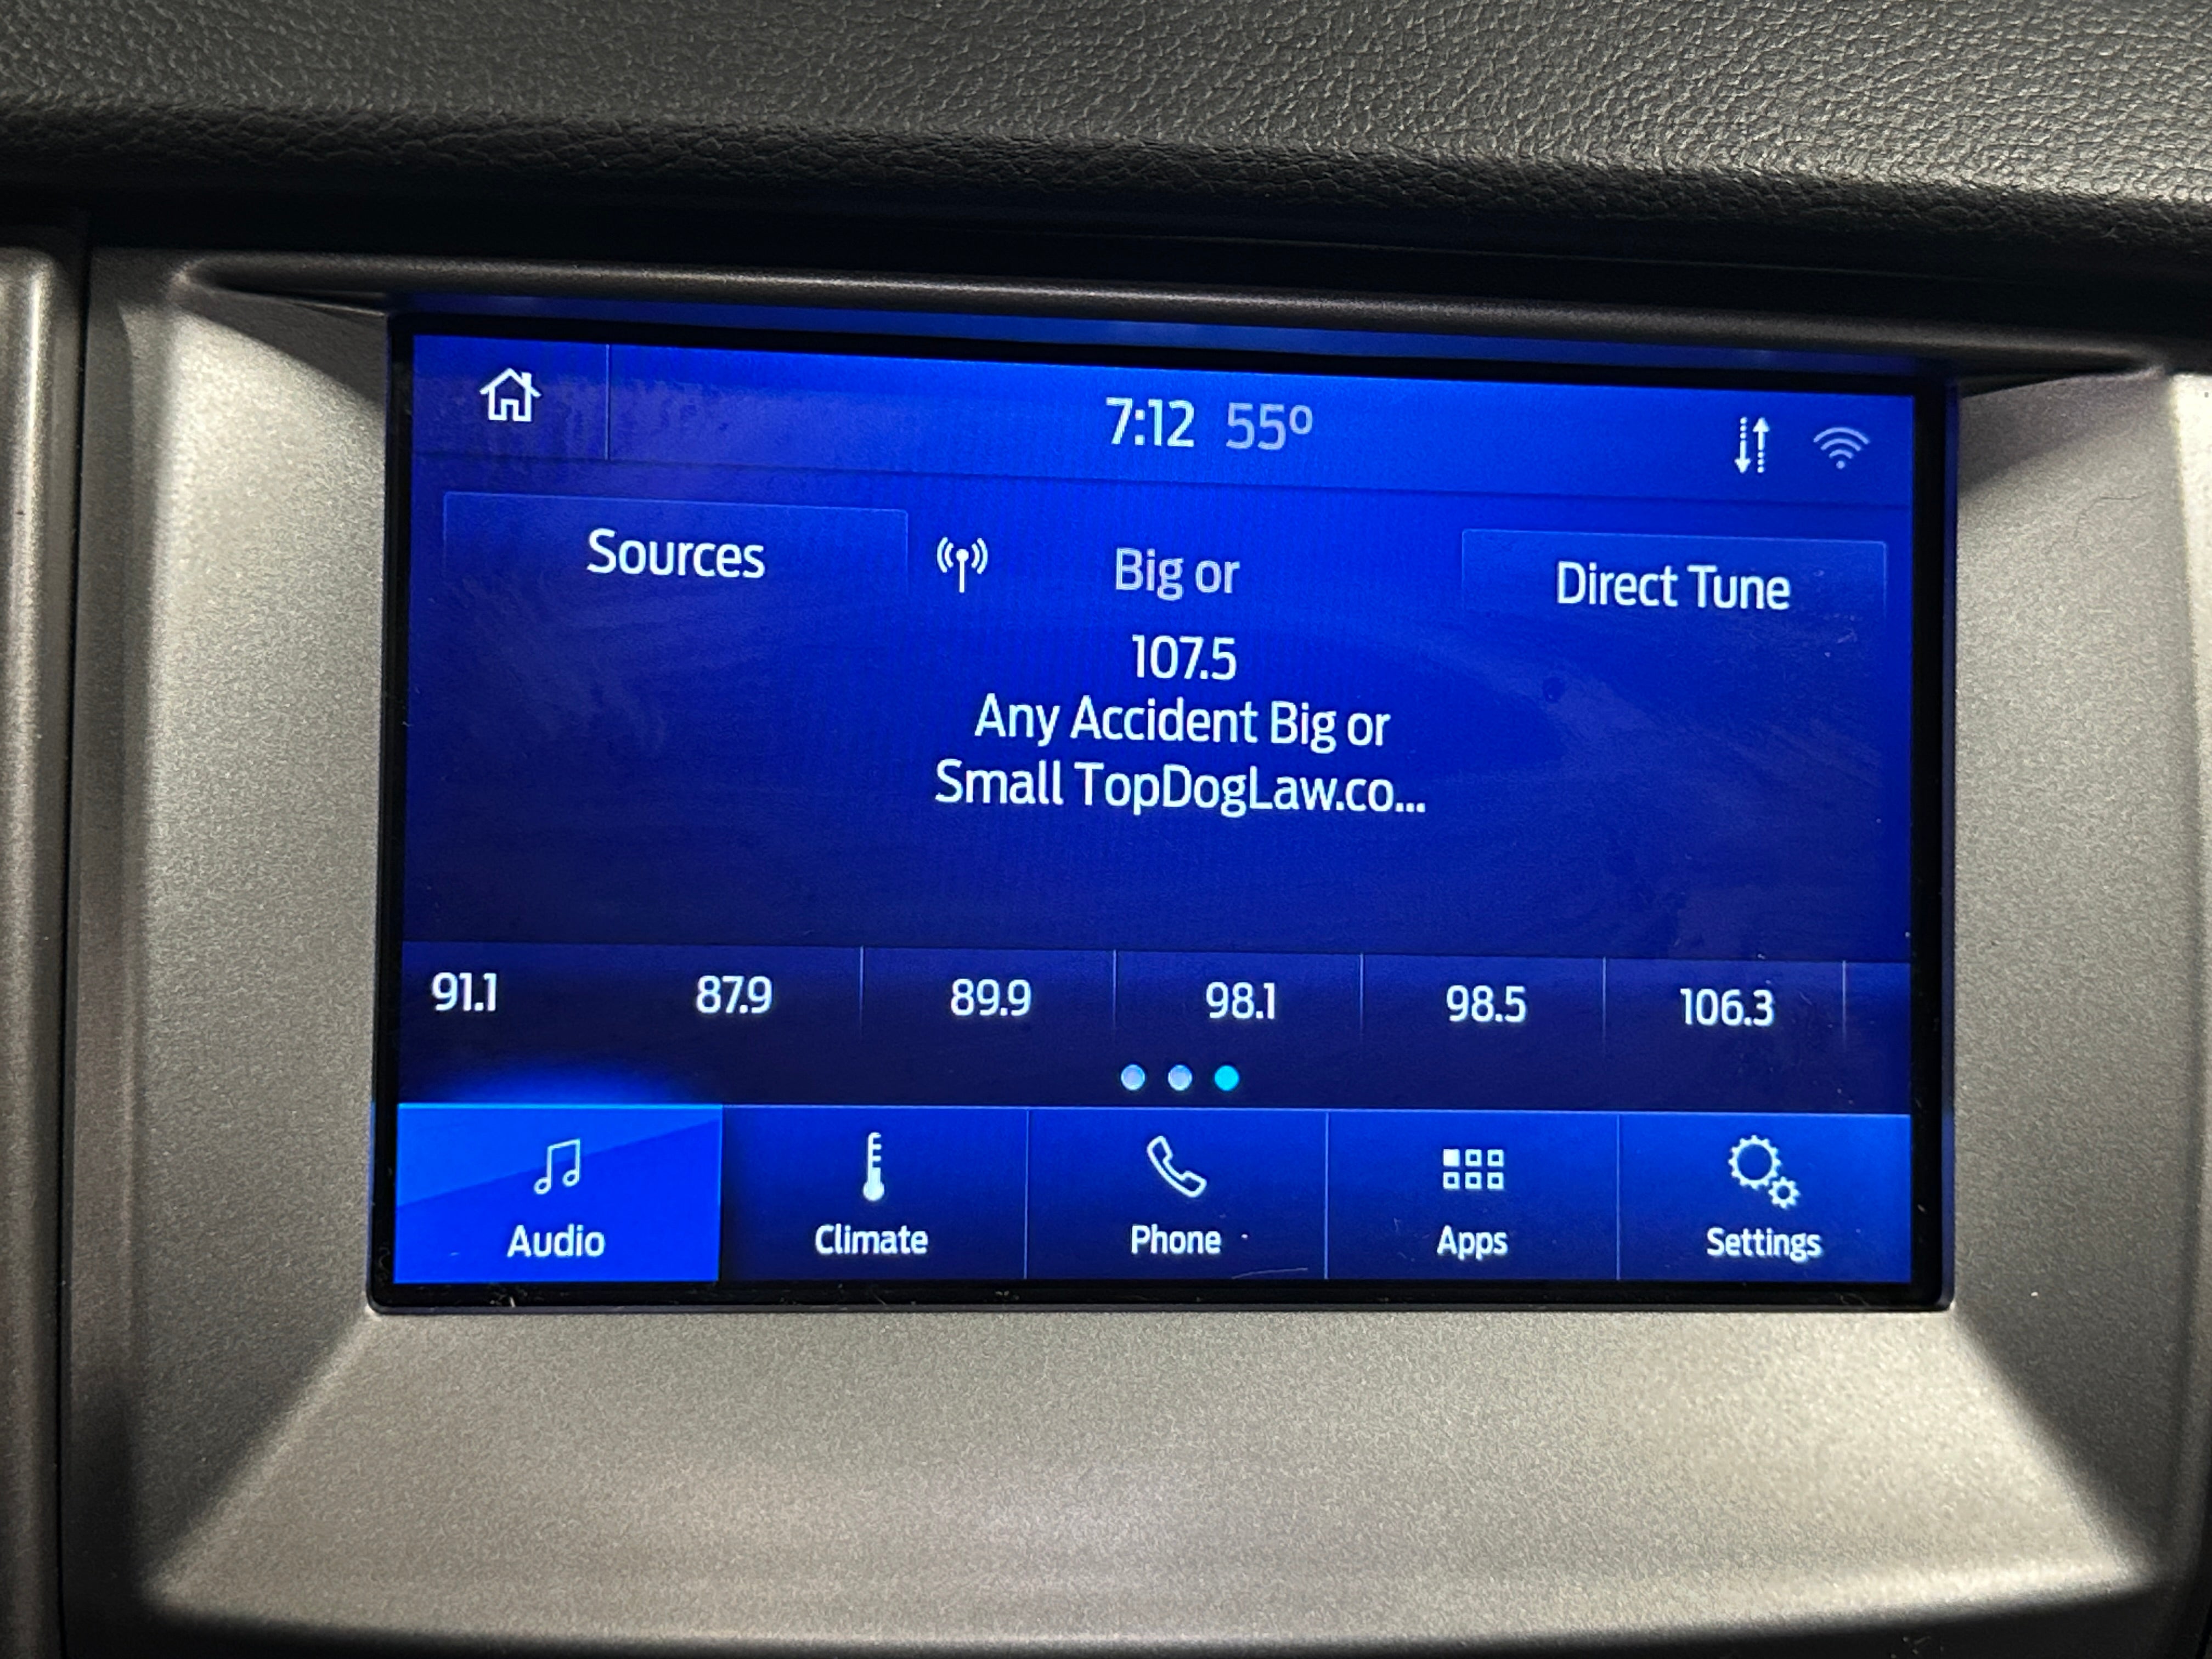 7:12 55º
Sources
Big or
Direct Tune
107.5
Any Accident Big or
Small TopDogLaw.co...
91.1 87.9 89.9 98.1 98.5 106.3
Audio Climate Phone Apps Settings